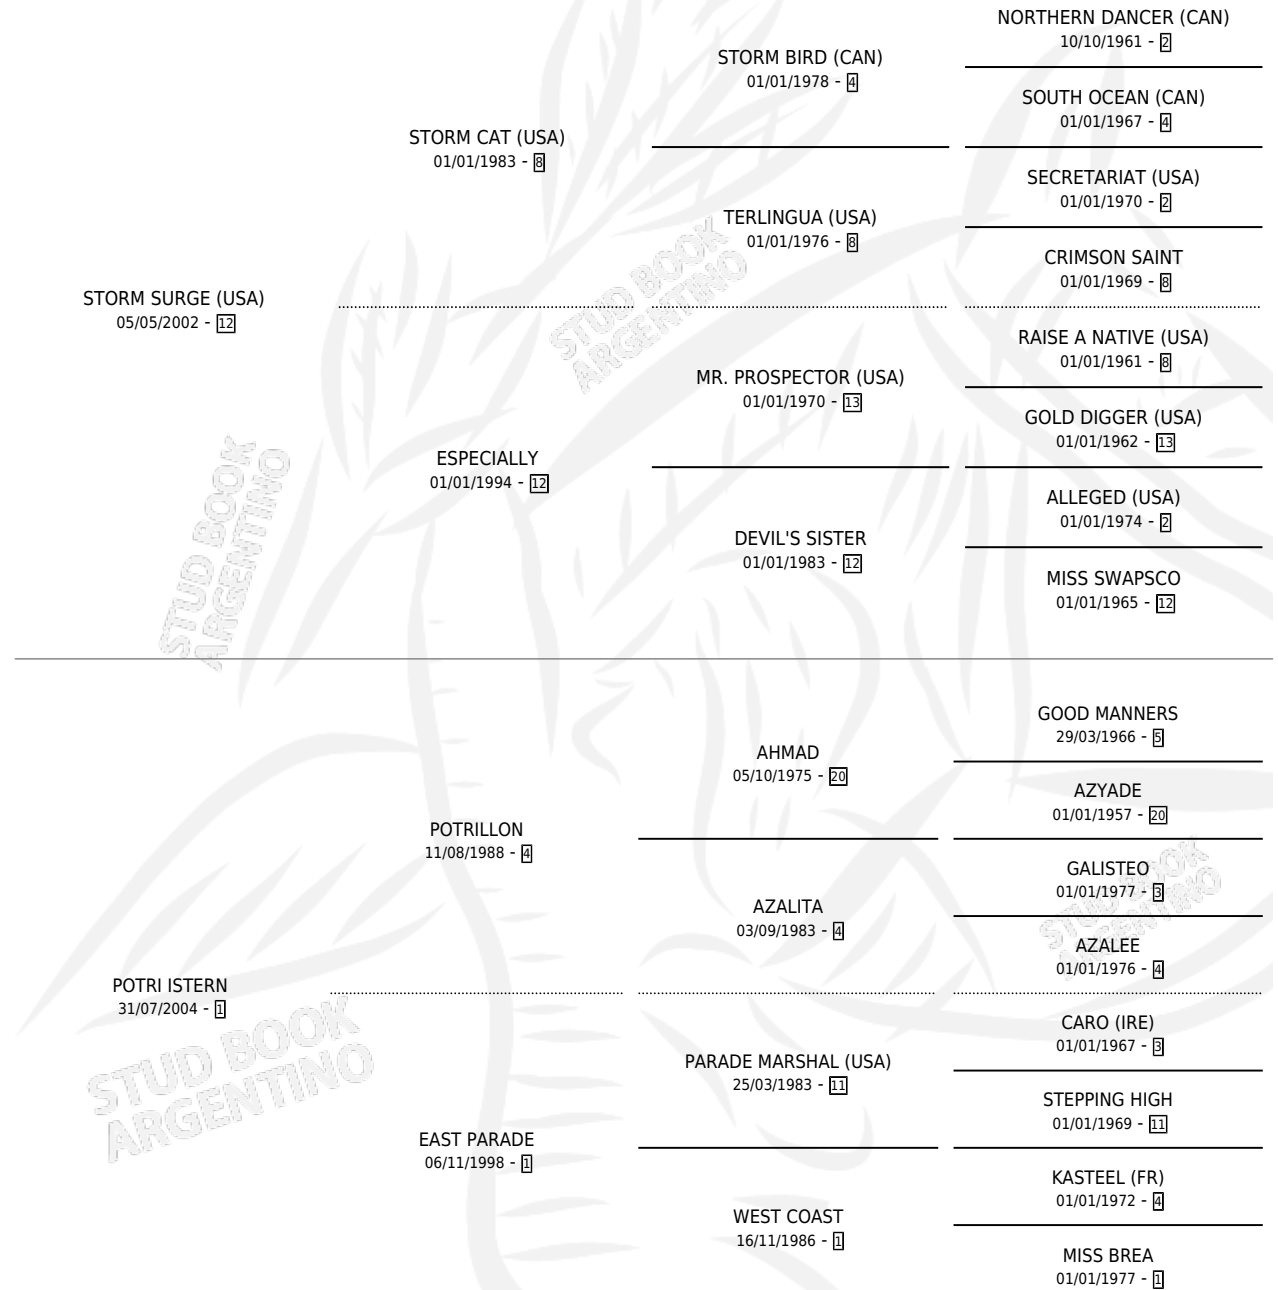 NORTHERN DANCER (CAN)
10/10/1961 - 2
STORM BIRD (CAN)
01/01/1978 - 4
SOUTH OCEAN (CAN)
01/01/1967 - 4
STORM CAT (USA)
01/01/1983 - 8
SECRETARIAT (USA)
01/01/1970 - 2
TERLINGUA (USA)
01/01/1976 - 8
CRIMSON SAINT
01/01/1969 - 8
STORM SURGE (USA)
05/05/2002 - 12
RAISE A NATIVE (USA)
01/01/1961 - 8
MR. PROSPECTOR (USA)
01/01/1970 - 13
GOLD DIGGER (USA)
01/01/1962 - 13
ESPECIALLY
01/01/1994 - 12
ALLEGED (USA)
01/01/1974 - 2
DEVIL'S SISTER
01/01/1983 - 12
MISS SWAPSCO
01/01/1965 - 12
GOOD MANNERS
29/03/1966 - 5
AHMAD
05/10/1975 - 20
AZYADE
01/01/1957 - 20
POTRILLON
11/08/1988 - 4
GALISTEO
01/01/1977 - 3
AZALITA
03/09/1983 - 4
AZALEE
01/01/1976 - 4
POTRI ISTERN
31/07/2004 - 1
CARO (IRE)
01/01/1967 - 3
PARADE MARSHAL (USA)
25/03/1983 - 11
STEPPING HIGH
01/01/1969 - 11
EAST PARADE
06/11/1998 - 1
KASTEEL (FR)
01/01/1972 - 4
WEST COAST
16/11/1986 - 1
MISS BREA
01/01/1977 - 1
STUD BOOK
ARGENTINO
STUD BOOK
ARGENTINO
STUD BOOK
ARGENTINO
STUD BOOK
ARGENTINO